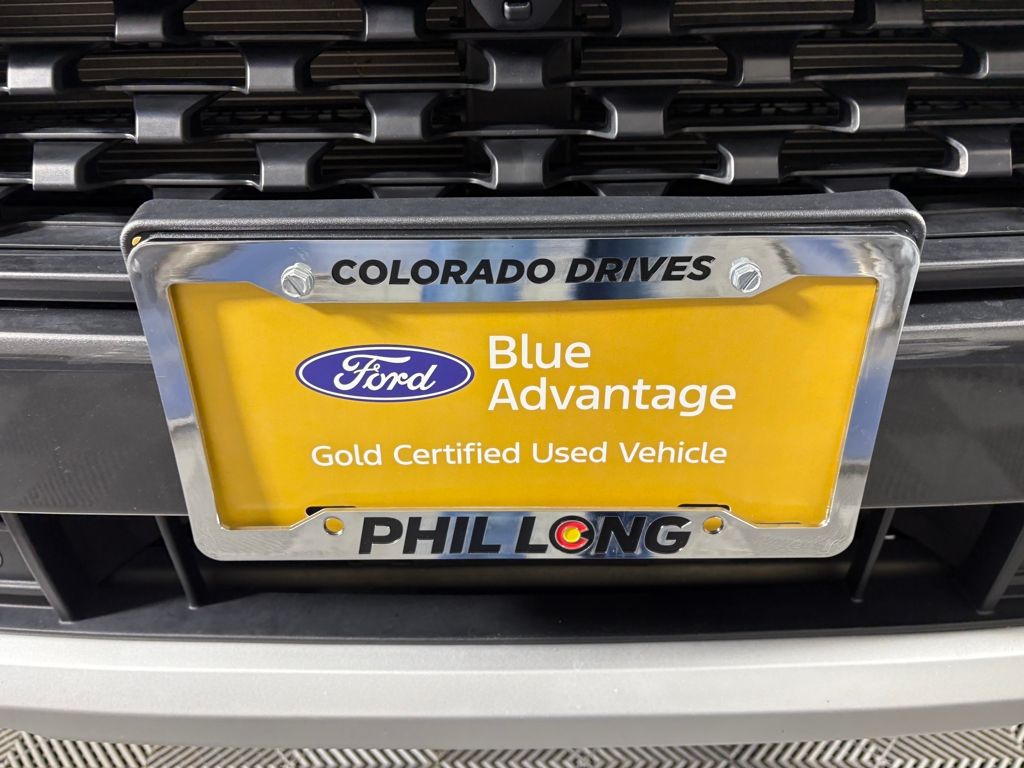 COLORADO DRIVES
Ford
Blue
Advantage
Gold Certified Used Vehicle
PHIL LONG